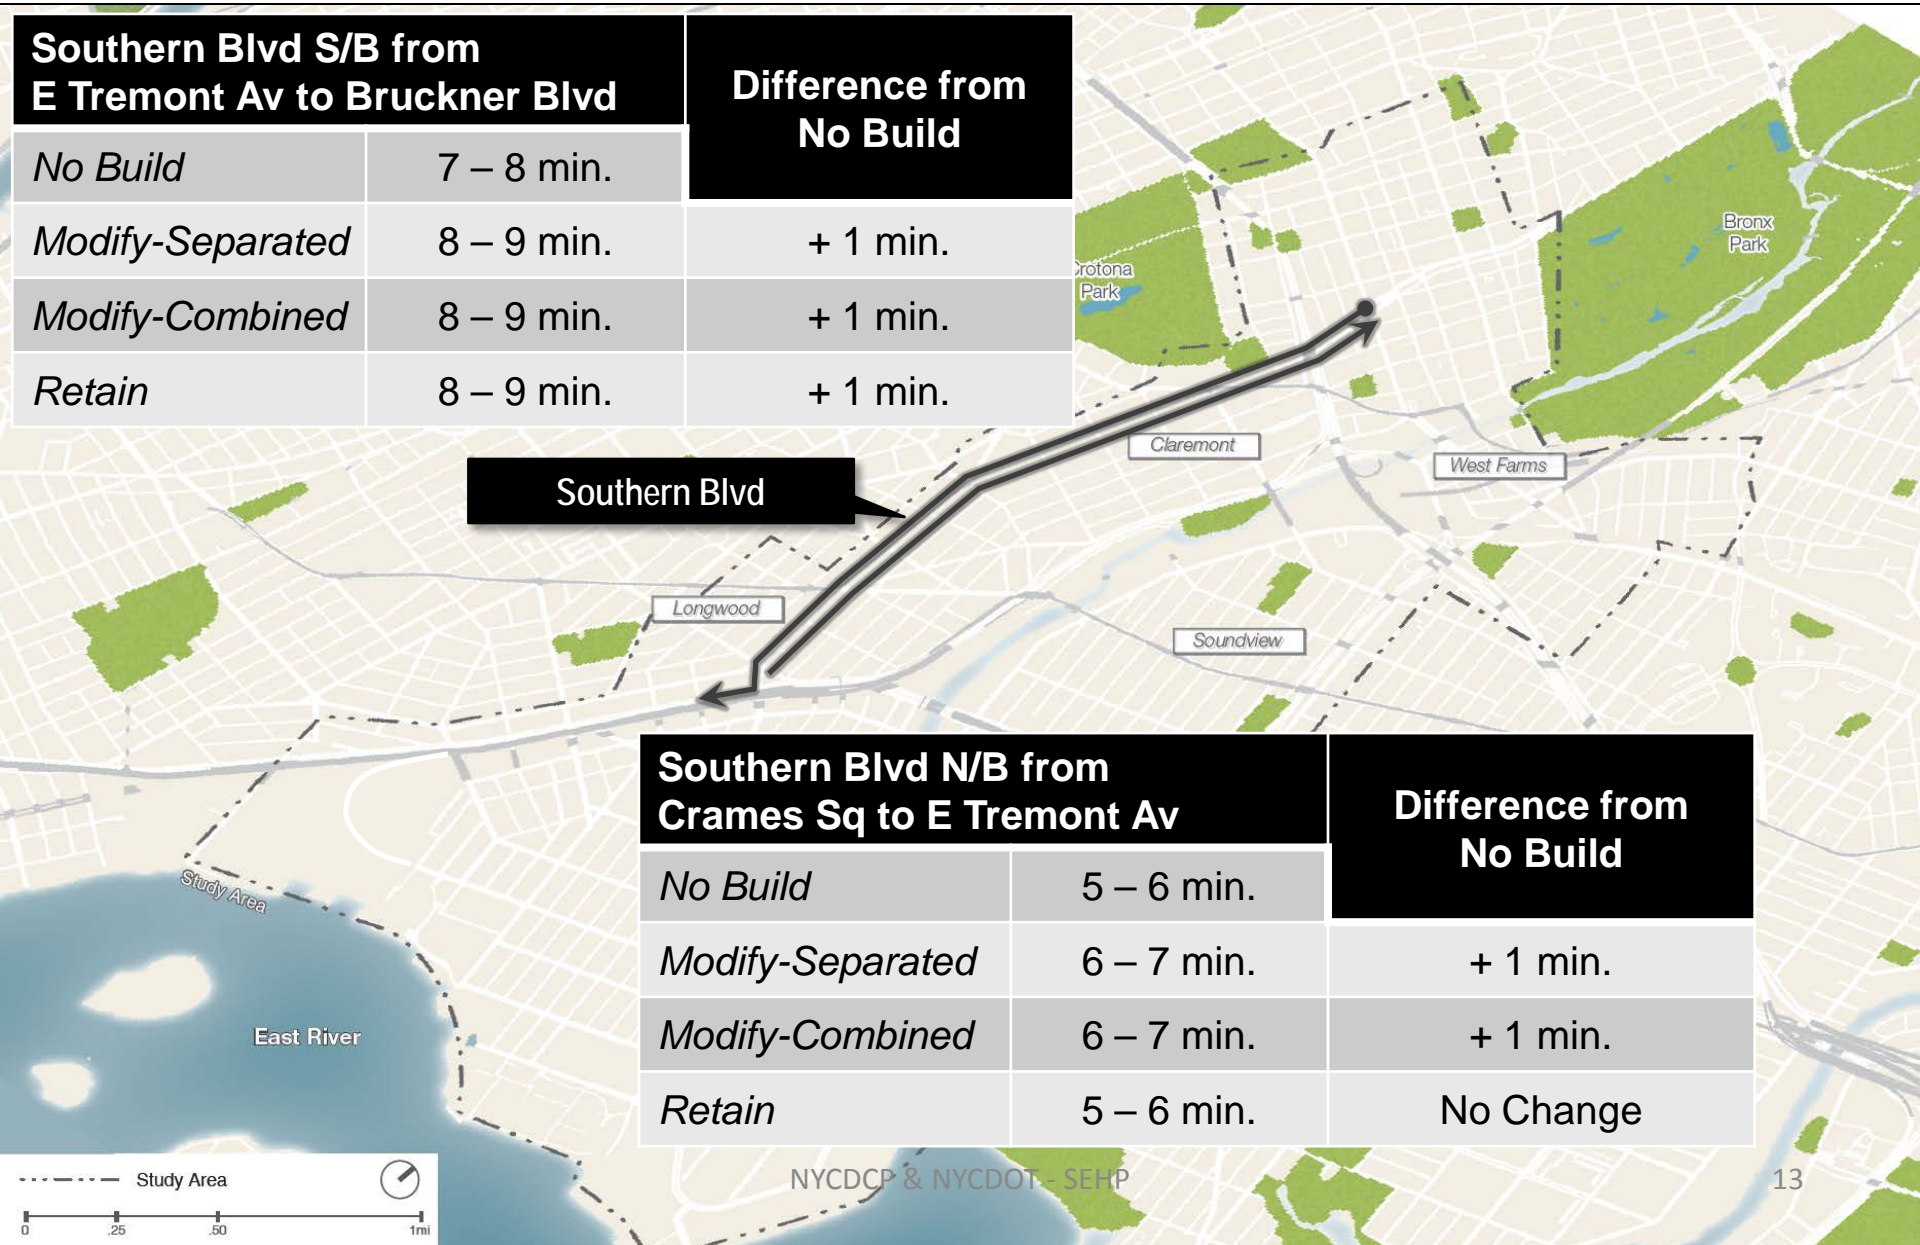 Southern Blvd S/B from
E Tremont Av to Bruckner Blvd
Difference from
No Build
No Build 7 – 8 min.
Modify-Separated 8 – 9 min. + 1 min.
Modify-Combined 8 – 9 min. + 1 min.
Retain 8 – 9 min. + 1 min.
Bronx
Park
Crotona
Park
Claremont
West Farms
Southern Blvd
Longwood
Soundview
Southern Blvd N/B from
Crames Sq to E Tremont Av
Difference from
No Build
No Build 5 – 6 min.
Modify-Separated 6 – 7 min. + 1 min.
Modify-Combined 6 – 7 min. + 1 min.
Retain 5 – 6 min. No Change
Study Area
East River
Study Area
0 .25 .50 1mi
NYCDCP & NYCDOT - SEHP
13